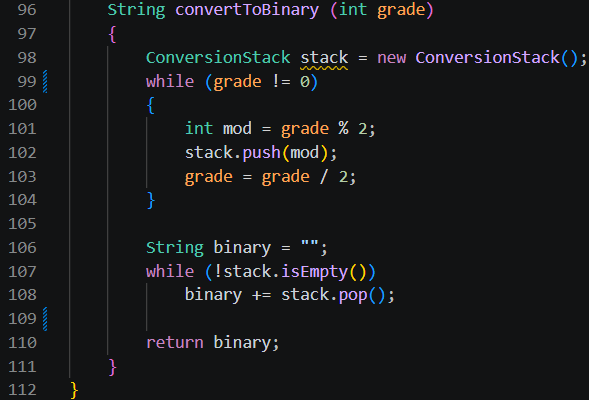 96 String convertToBinary (int grade)
97 {
98 ConversionStack stack = new ConversionStack();
99 while (grade != 0)
100 {
101 int mod = grade % 2;
102 stack.push(mod);
103 grade = grade / 2;
104 }
105
106 String binary = "";
107 while (!stack.isEmpty())
108 binary += stack.pop();
109
110 return binary;
111 }
112 }